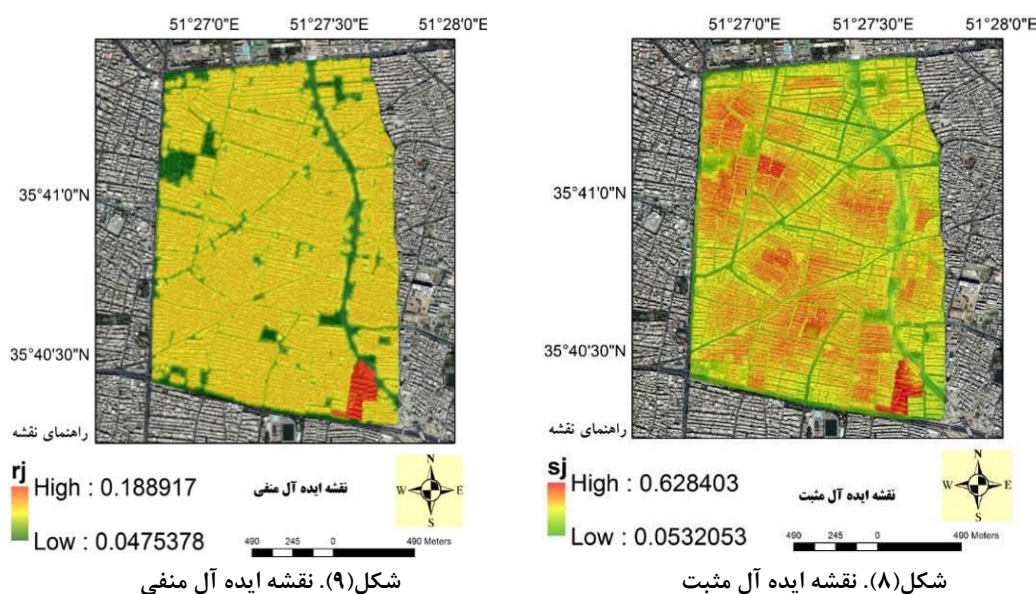 51°27'0"E 51°27'30"E 51°28'0"E
35°41'0"N
35°40'30"N
راهنمای نقشه
rj
High : 0.188917
Low : 0.0475378
نقشه ایده آل منفی
N
W E
S
490 245 0 490 Meters
شکل(۹). نقشه ایده آل منفی
51°27'0"E 51°27'30"E 51°28'0"E
35°41'0"N
35°40'30"N
راهنمای نقشه
sj
High : 0.628403
Low : 0.0532053
نقشه ایده آل مثبت
N
W E
S
490 245 0 490 Meters
شکل(۸). نقشه ایده آل مثبت